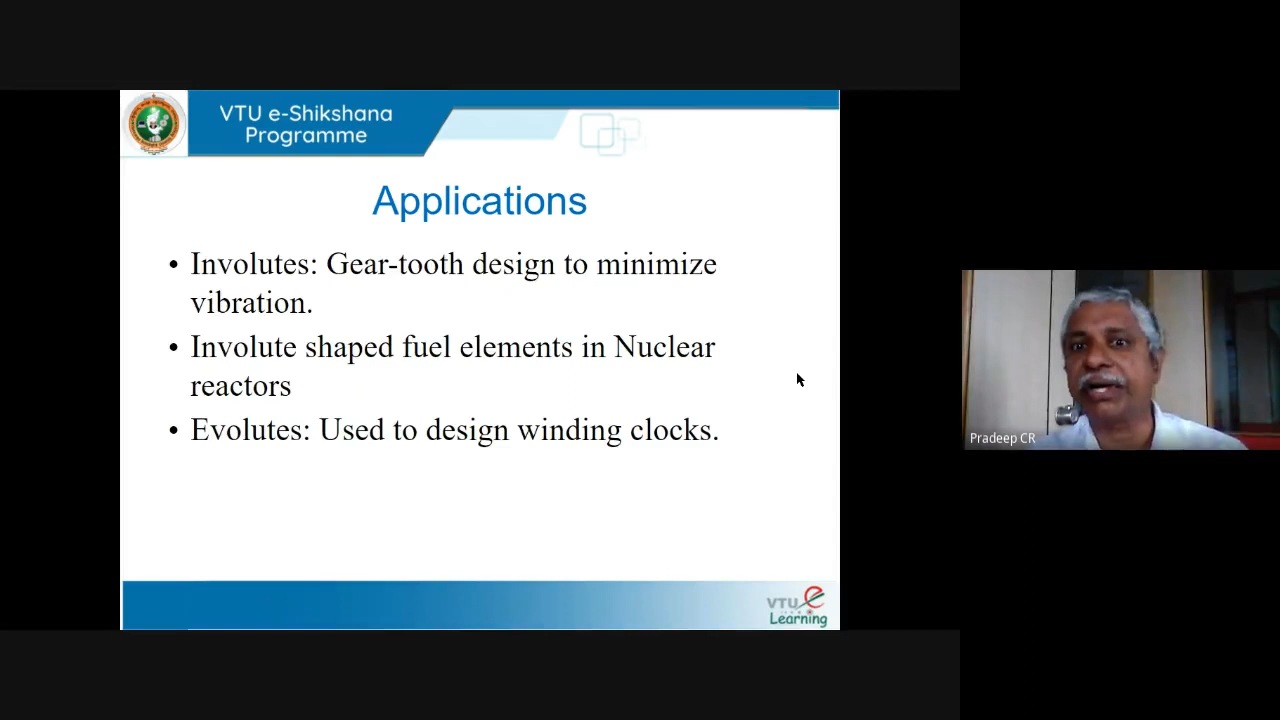 VTU e-Shikshana
Programme
Applications
• Involutes: Gear-tooth design to minimize
vibration.
• Involute shaped fuel elements in Nuclear
reactors
• Evolutes: Used to design winding clocks.
Pradeep CR
VTU e
Learning